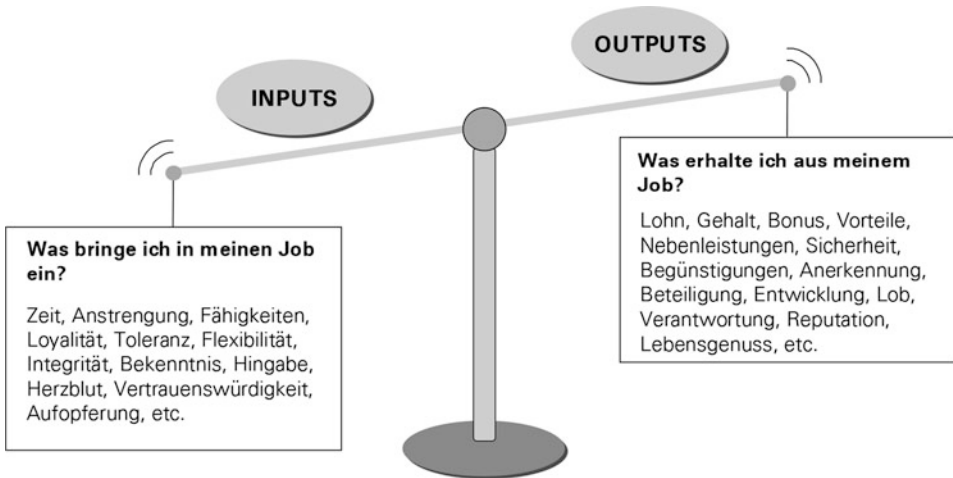 OUTPUTS
INPUTS
Was erhalte ich aus meinem
Job?
Lohn, Gehalt, Bonus, Vorteile,
Nebenleistungen, Sicherheit,
Begünstigungen, Anerkennung,
Beteiligung, Entwicklung, Lob,
Verantwortung, Reputation,
Lebensgenuss, etc.
Was bringe ich in meinen Job
ein?
Zeit, Anstrengung, Fähigkeiten,
Loyalität, Toleranz, Flexibilität,
Integrität, Bekenntnis, Hingabe,
Herzblut, Vertrauenswürdigkeit,
Aufopferung, etc.